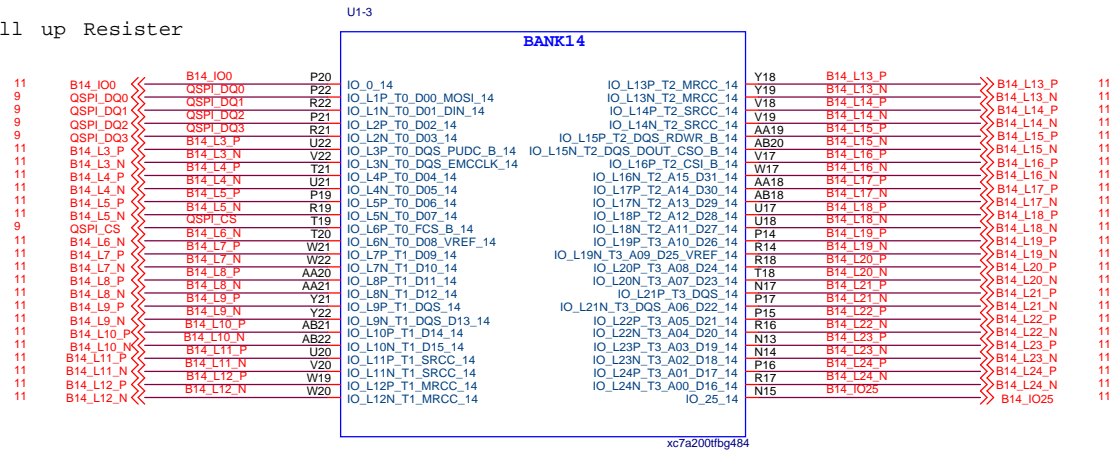 U1-3
ll up Resister
BANK14
11 B14_IO0 B14_IO0 P20 IO_0_14 IO_L13P_T2_MRCC_14 Y18 B14_L13_P B14_L13_P 11
9 QSPI_DQ0 QSPI_DQ0 P22 IO_L1P_T0_D00_MOSI_14 IO_L13N_T2_MRCC_14 Y19 B14_L13_N B14_L13_N 11
9 QSPI_DQ1 QSPI_DQ1 R22 IO_L1N_T0_D01_DIN_14 IO_L14P_T2_SRCC_14 V18 B14_L14_P B14_L14_P 11
9 QSPI_DQ2 QSPI_DQ2 P21 IO_L2P_T0_D02_14 IO_L14N_T2_SRCC_14 V19 B14_L14_N B14_L14_N 11
9 QSPI_DQ3 QSPI_DQ3 R21 IO_L2N_T0_D03_14 IO_L15P_T2_DQS_RDWR_B_14 AA19 B14_L15_P B14_L15_P 11
11 B14_L3_P B14_L3_P U22 IO_L3P_T0_DQS_PUDC_B_14 IO_L15N_T2_DQS_DOUT_CSO_B_14 AB20 B14_L15_N B14_L15_N 11
11 B14_L3_N B14_L3_N V22 IO_L3N_T0_DQS_EMCCLK_14 IO_L16P_T2_CSI_B_14 V17 B14_L16_P B14_L16_P 11
11 B14_L4_P B14_L4_P T21 IO_L4P_T0_D04_14 IO_L16N_T2_A15_D31_14 W17 B14_L16_N B14_L16_N 11
11 B14_L4_N B14_L4_N U21 IO_L4N_T0_D05_14 IO_L17P_T2_A14_D30_14 AA18 B14_L17_P B14_L17_P 11
11 B14_L5_P B14_L5_P P19 IO_L5P_T0_D06_14 IO_L17N_T2_A13_D29_14 AB18 B14_L17_N B14_L17_N 11
11 B14_L5_N B14_L5_N R19 IO_L5N_T0_D07_14 IO_L18P_T2_A12_D28_14 U17 B14_L18_P B14_L18_P 11
9 QSPI_CS QSPI_CS T19 IO_L6P_T0_FCS_B_14 IO_L18N_T2_A11_D27_14 U18 B14_L18_N B14_L18_N 11
11 B14_L6_N B14_L6_N T20 IO_L6N_T0_D08_VREF_14 IO_L19P_T3_A10_D26_14 P14 B14_L19_P B14_L19_P 11
11 B14_L7_P B14_L7_P W21 IO_L7P_T1_D09_14 IO_L19N_T3_A09_D25_VREF_14 R14 B14_L19_N B14_L19_N 11
11 B14_L7_N B14_L7_N W22 IO_L7N_T1_D10_14 IO_L20P_T3_A08_D24_14 R18 B14_L20_P B14_L20_P 11
11 B14_L8_P B14_L8_P AA20 IO_L8P_T1_D11_14 IO_L20N_T3_A07_D23_14 T18 B14_L20_N B14_L20_N 11
11 B14_L8_N B14_L8_N AA21 IO_L8N_T1_D12_14 IO_L21P_T3_DQS_14 N17 B14_L21_P B14_L21_P 11
11 B14_L9_P B14_L9_P Y21 IO_L9P_T1_DQS_14 IO_L21N_T3_DQS_A06_D22_14 P17 B14_L21_N B14_L21_N 11
11 B14_L9_N B14_L9_N Y22 IO_L9N_T1_DQS_D13_14 IO_L22P_T3_A05_D21_14 P15 B14_L22_P B14_L22_P 11
11 B14_L10_P B14_L10_P AB21 IO_L10P_T1_D14_14 IO_L22N_T3_A04_D20_14 R16 B14_L22_N B14_L22_N 11
11 B14_L10_N B14_L10_N AB22 IO_L10N_T1_D15_14 IO_L23P_T3_A03_D19_14 N13 B14_L23_P B14_L23_P 11
11 B14_L11_P B14_L11_P U20 IO_L11P_T1_SRCC_14 IO_L23N_T3_A02_D18_14 N14 B14_L23_N B14_L23_N 11
11 B14_L11_N B14_L11_N V20 IO_L11N_T1_SRCC_14 IO_L24P_T3_A01_D17_14 P16 B14_L24_P B14_L24_P 11
11 B14_L12_P B14_L12_P W19 IO_L12P_T1_MRCC_14 IO_L24N_T3_A00_D16_14 R17 B14_L24_N B14_L24_N 11
11 B14_L12_N B14_L12_N W20 IO_L12N_T1_MRCC_14 IO_25_14 N15 B14_IO25 B14_IO25 11
xc7a200tfbg484